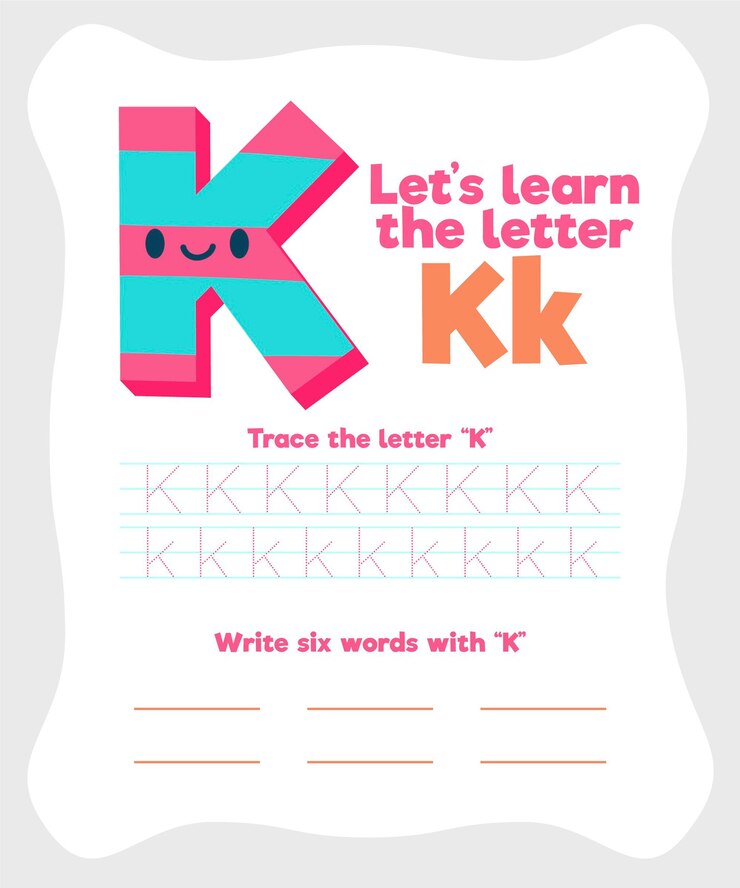 K
Let's learn
the letter
Kk
Trace the letter “K”
K K K K K K K K
k k k k k k k k k
Write six words with “K”